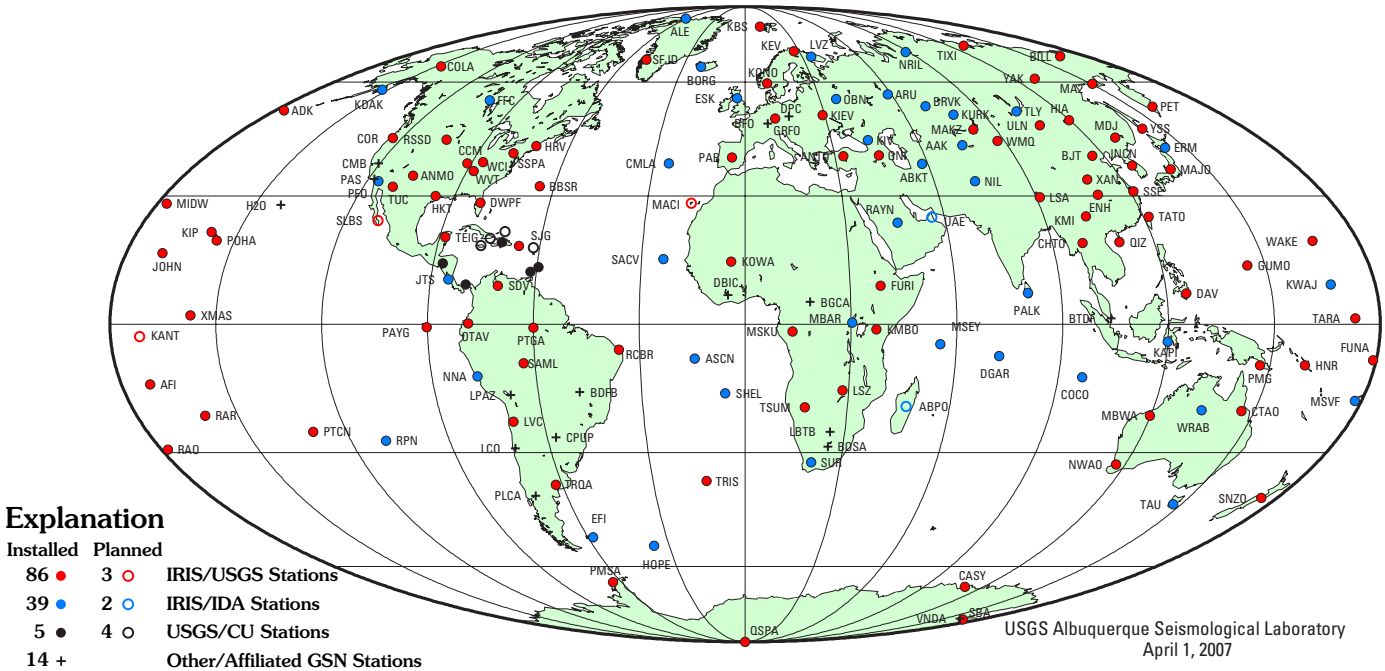 ALE
KBS
KEV
LVZ
NRIL
TIXI
BILL
COLA
SFJD
BORG
KONO
YAK
MA2
KDAK
FFC
ESK
DPC
OBN
ARU
BRVK
KURK
TLY
HIA
PET
ADK
BFO
GRFO
KIEV
MAKZ
ULN
MDJ
YSS
COR
RSSD
CCM
WCI
SSPA
HRV
KIV
AAK
WMQ
ERM
CMB
WVT
CMLA
PAB
ANTO
GNI
ABKT
BJT
INCN
MAJO
PAS
ANMO
NIL
XAN
PFO
TUC
BBSR
LSA
ENH
SSE
MIDW
H2O
SLBS
HKT
DWPF
MACI
RAYN
UAE
KMI
TATO
KIP
POHA
TEIG
SJG
CHTO
QIZ
WAKE
JOHN
SACV
KOWA
GUMO
JTS
SDV
DBIC
FURI
PALK
DAV
KWAJ
BGCA
XMAS
MBAR
BTDF
TARA
KANT
PAYG
OTAV
PTGA
MSKU
KMBO
MSEY
KAPI
FUNA
SAML
RCBR
ASCN
DGAR
PMG
HNR
AFI
NNA
LPAZ
BDFB
SHEL
LSZ
ABPO
COCO
MSVF
TSUM
RAR
MBWA
CTAO
WRAB
PTCN
RPN
LVC
CPUP
LBTB
RAO
LCO
BOSA
SUR
NWAO
TRQA
TRIS
PLCA
TAU
SNZO
EFI
HOPE
PMSA
CASY
VNDA
SBA
QSPA
Explanation
Installed Planned
86 3 IRIS/USGS Stations
39 2 IRIS/IDA Stations
5 4 USGS/CU Stations
14 + Other/Affiliated GSN Stations
USGS Albuquerque Seismological Laboratory
April 1, 2007